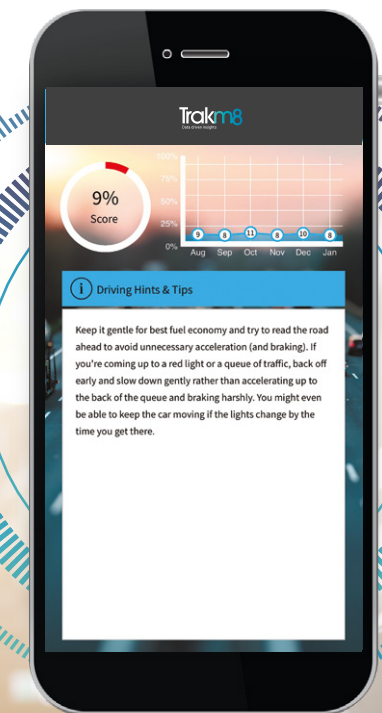 Trakm8
Data driven insights
9%
Score
100%
75%
50%
25%
0%
9 8 11 8 10 8
Aug Sep Oct Nov Dec Jan
i Driving Hints & Tips
Keep it gentle for best fuel economy and try to read the road
ahead to avoid unnecessary acceleration (and braking). If
you're coming up to a red light or a queue of traffic, back off
early and slow down gently rather than accelerating up to
the back of the queue and braking harshly. You might even
be able to keep the car moving if the lights change by the
time you get there.